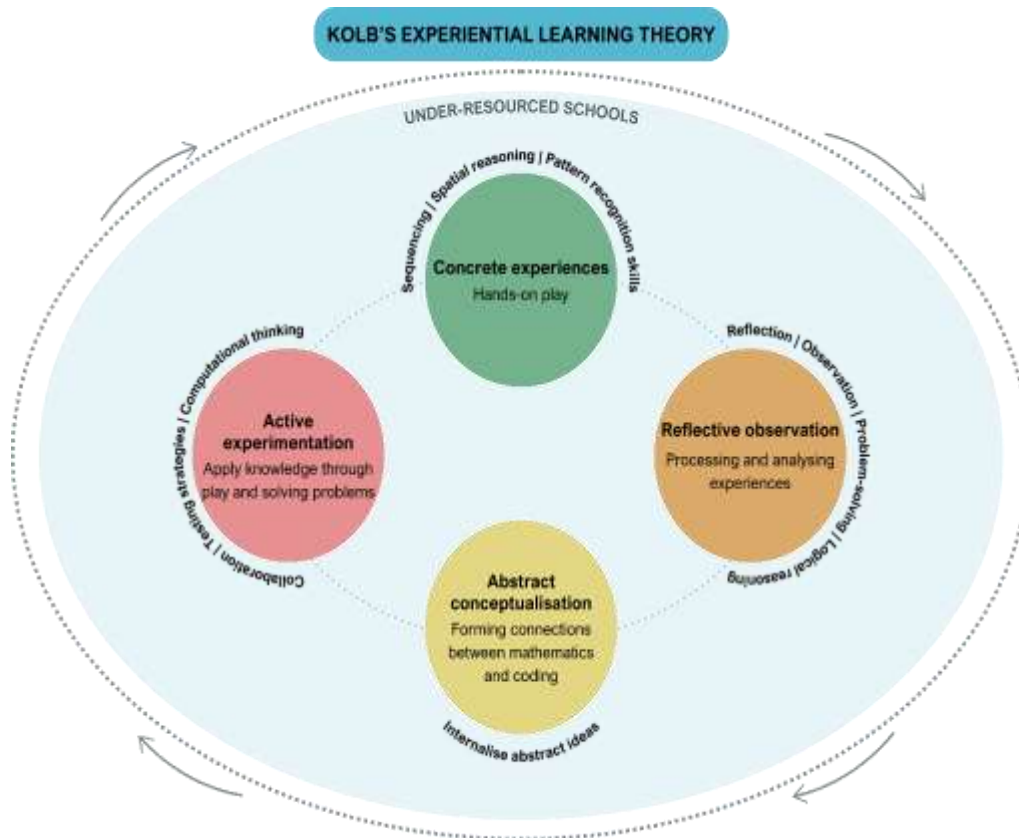 KOLB'S EXPERIENTIAL LEARNING THEORY
UNDER-RESOURCED SCHOOLS
Sequencing | Spatial reasoning | Pattern recognition skills
Concrete experiences
Hands-on play
Reflection | Observation | Problem-solving | Logical reasoning
Reflective observation
Processing and analysing
experiences
Abstract
conceptualisation
Forming connections
between mathematics
and coding
Internalise abstract ideas
Collaboration | Testing strategies | Computational thinking
Active
experimentation
Apply knowledge through
play and solving problems